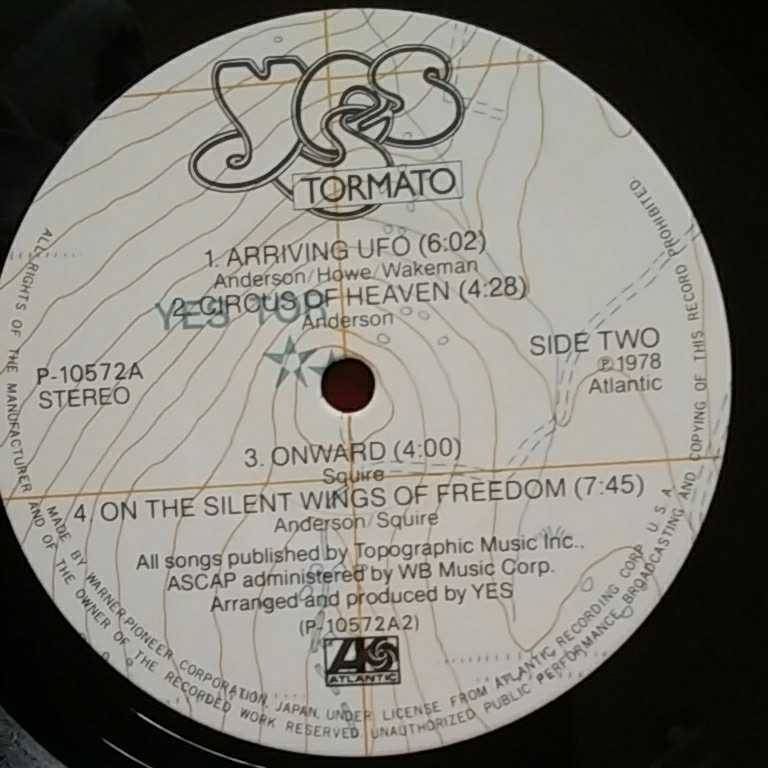 YES
TORMATO
1. ARRIVING UFO (6:02)
Anderson/Howe/Wakeman
2. CIRCUS OF HEAVEN (4:28)
Anderson
YES TOR
P-10572A
STEREO
SIDE TWO
Ⓟ1978
Atlantic
3. ONWARD (4:00)
Squire
4. ON THE SILENT WINGS OF FREEDOM (7:45)
Anderson/Squire
All songs published by Topographic Music Inc.,
ASCAP administered by WB Music Corp.
Arranged and produced by YES
(P-10572A2)
ATLANTIC
MADE BY WARNER-PIONEER CORPORATION, JAPAN, UNDER LICENSE FROM ATLANTIC RECORDING CORP. U.S.A.
ALL RIGHTS OF THE MANUFACTURER AND OF THE OWNER OF THE RECORDED WORK RESERVED. UNAUTHORIZED PUBLIC PERFORMANCE, BROADCASTING AND COPYING OF THIS RECORD PROHIBITED.